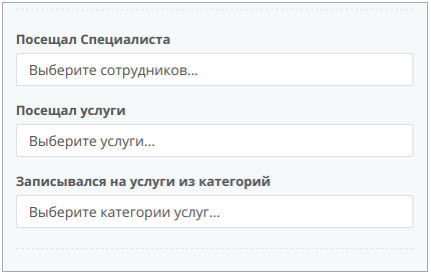 Посещал Специалиста
Выберите сотрудников...
Посещал услуги
Выберите услуги...
Записывался на услуги из категорий
Выберите категории услуг...